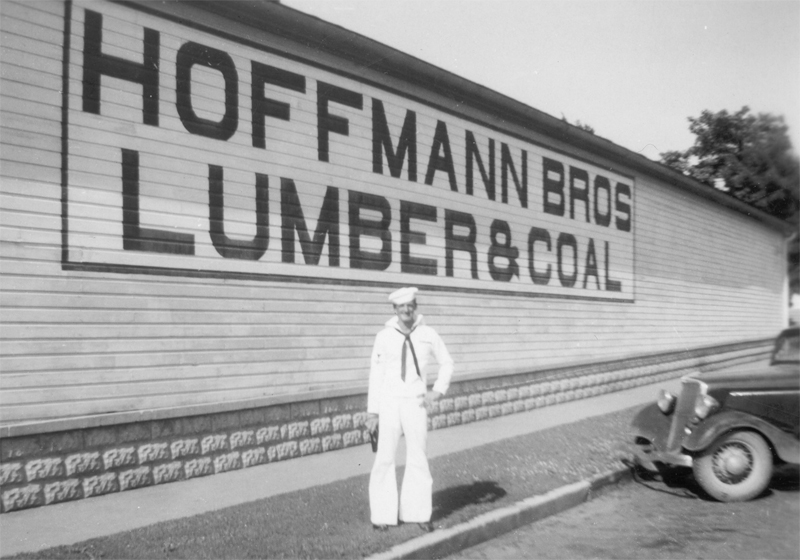 HOFFMANN BROS
LUMBER & COAL